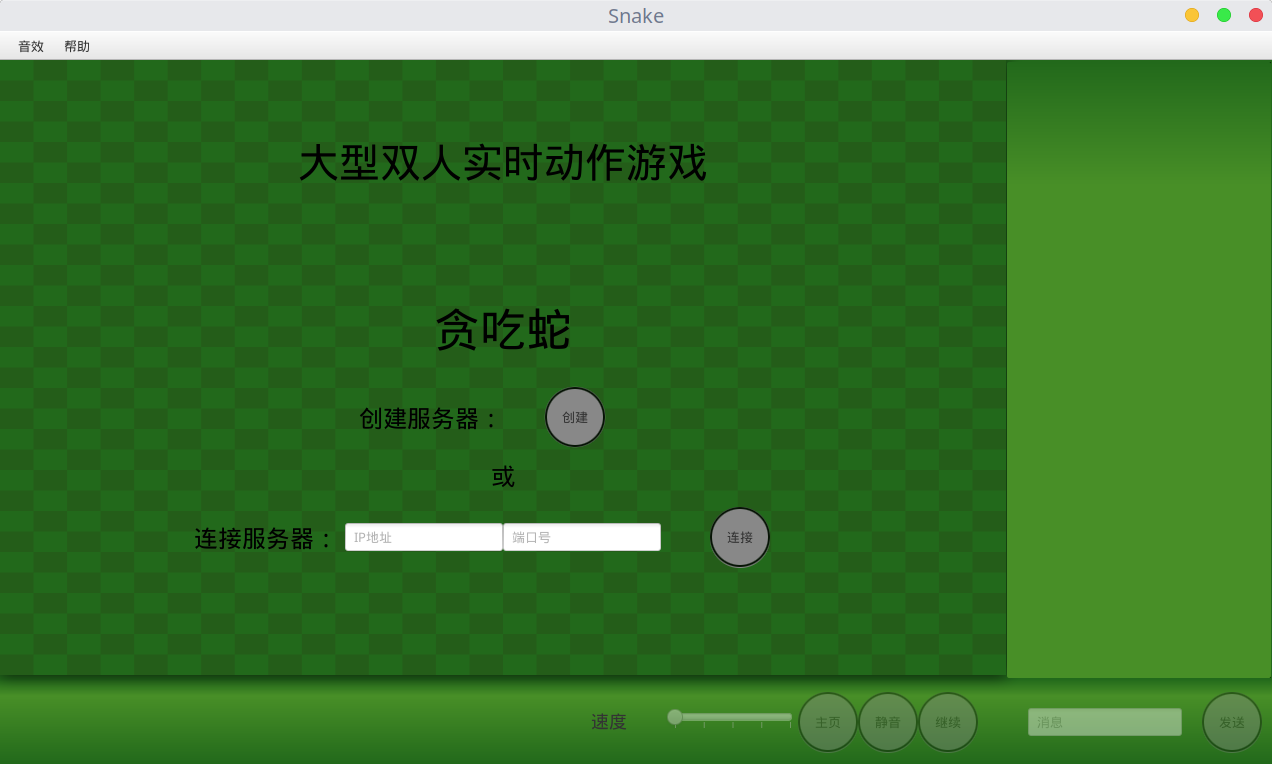 Snake
音效 帮助
大型双人实时动作游戏
贪吃蛇
创建服务器： 创建
或
连接服务器： IP地址 端口号 连接
速度 主页 静音 继续 消息 发送